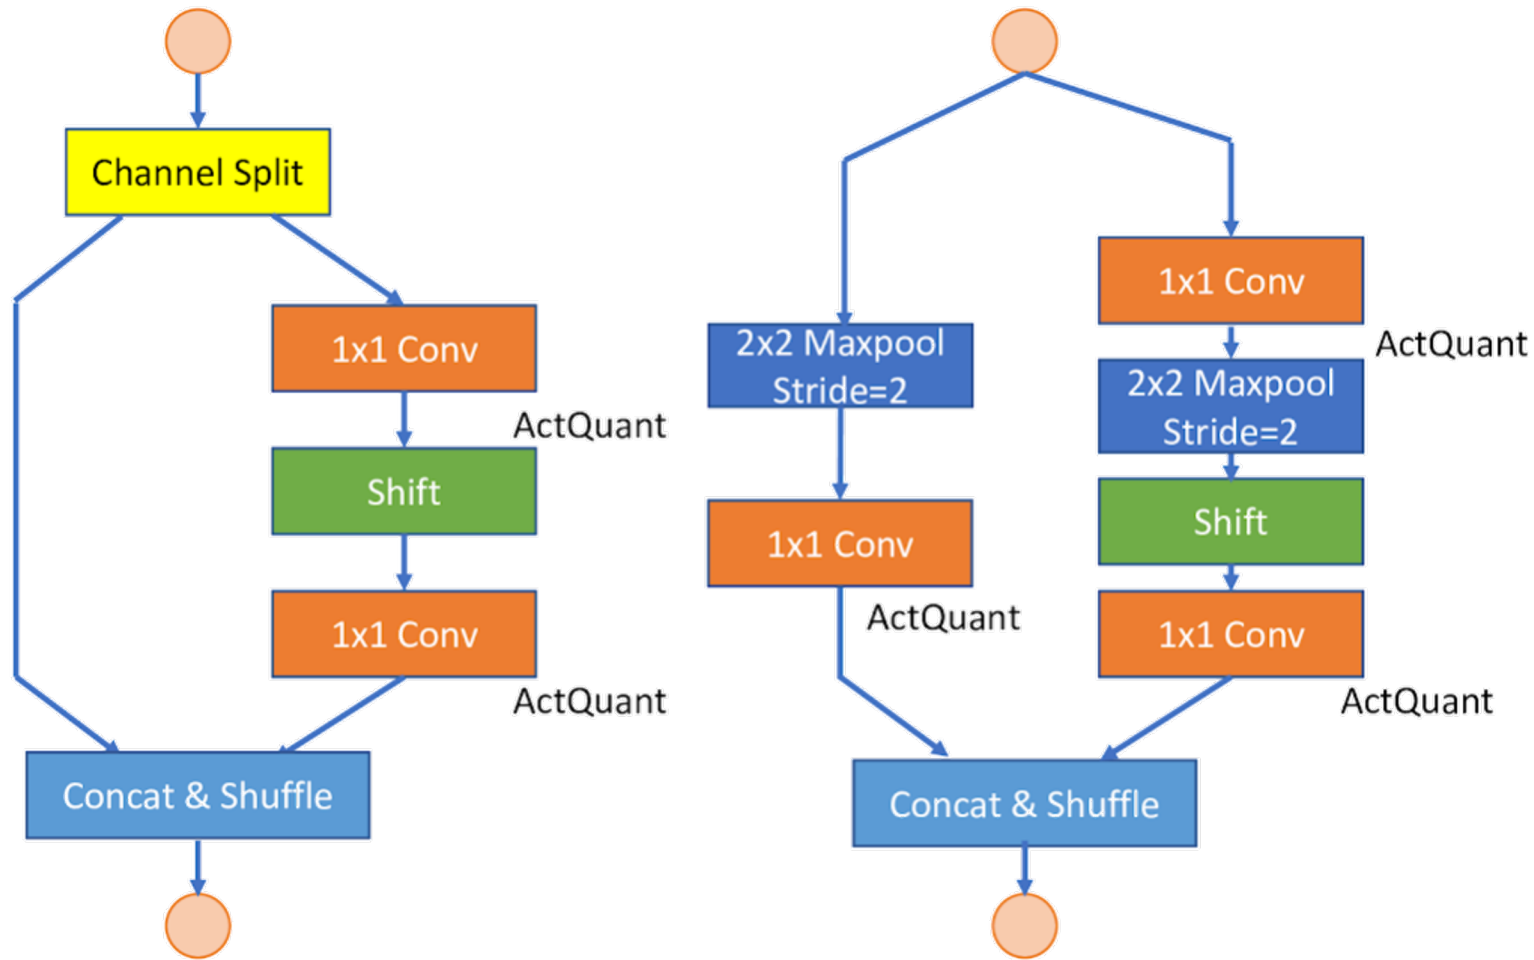 Channel Split
1x1 Conv
ActQuant
Shift
1x1 Conv
ActQuant
Concat & Shuffle
2x2 Maxpool
Stride=2
1x1 Conv
ActQuant
1x1 Conv
ActQuant
2x2 Maxpool
Stride=2
Shift
1x1 Conv
ActQuant
Concat & Shuffle